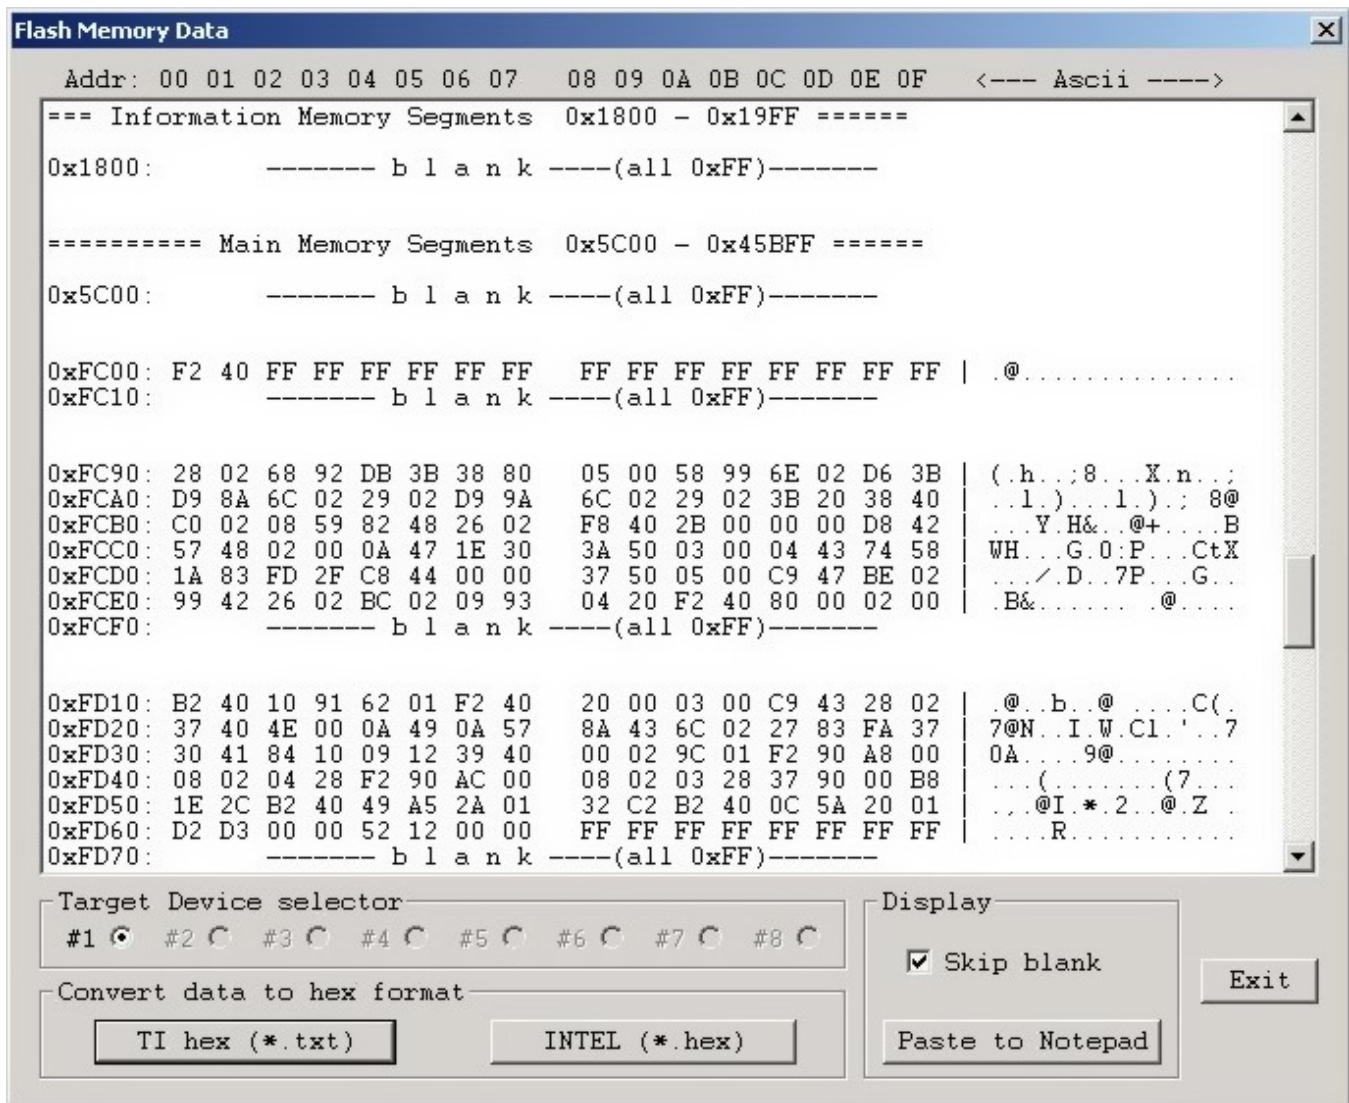 Flash Memory Data
Addr: 00 01 02 03 04 05 06 07 08 09 0A 0B 0C 0D 0E 0F <--- Ascii ---->
=== Information Memory Segments 0x1800 - 0x19FF ======
0x1800: ------- b l a n k ----(all 0xFF)-------
========== Main Memory Segments 0x5C00 - 0x45BFF ======
0x5C00: ------- b l a n k ----(all 0xFF)-------
0xFC00: F2 40 FF FF FF FF FF FF FF FF FF FF FF FF FF FF | .@..............
0xFC10: ------- b l a n k ----(all 0xFF)-------
0xFC90: 28 02 68 92 DB 3B 38 80 05 00 58 99 6E 02 D6 3B | (.h..;8...X.n..;
0xFCA0: D9 8A 6C 02 29 02 D9 9A 6C 02 29 02 3B 20 38 40 | ..l.)...l.).; 8@
0xFCB0: C0 02 08 59 82 48 26 02 F8 40 2B 00 00 00 D8 42 | ...Y.H&..@+....B
0xFCC0: 57 48 02 00 0A 47 1E 30 3A 50 03 00 04 43 74 58 | WH...G.0:P...CtX
0xFCD0: 1A 83 FD 2F C8 44 00 00 37 50 05 00 C9 47 BE 02 | .../.D..7P...G..
0xFCE0: 99 42 26 02 BC 02 09 93 04 20 F2 40 80 00 02 00 | .B&...... .@....
0xFCF0: ------- b l a n k ----(all 0xFF)-------
0xFD10: B2 40 10 91 62 01 F2 40 20 00 03 00 C9 43 28 02 | .@..b..@ ....C(.
0xFD20: 37 40 4E 00 0A 49 0A 57 8A 43 6C 02 27 83 FA 37 | 7@N..I.W.Cl.'..7
0xFD30: 30 41 84 10 09 12 39 40 00 02 9C 01 F2 90 A8 00 | 0A....9@........
0xFD40: 08 02 04 28 F2 90 AC 00 08 02 03 28 37 90 00 B8 | ...(.......(7...
0xFD50: 1E 2C B2 40 49 A5 2A 01 32 C2 B2 40 0C 5A 20 01 | .,.@I.*.2..@.Z .
0xFD60: D2 D3 00 00 52 12 00 00 FF FF FF FF FF FF FF FF | ....R...........
0xFD70: ------- b l a n k ----(all 0xFF)-------
Target Device selector
#1 #2 #3 #4 #5 #6 #7 #8
Convert data to hex format
TI hex (*.txt) INTEL (*.hex)
Display
Skip blank
Paste to Notepad
Exit